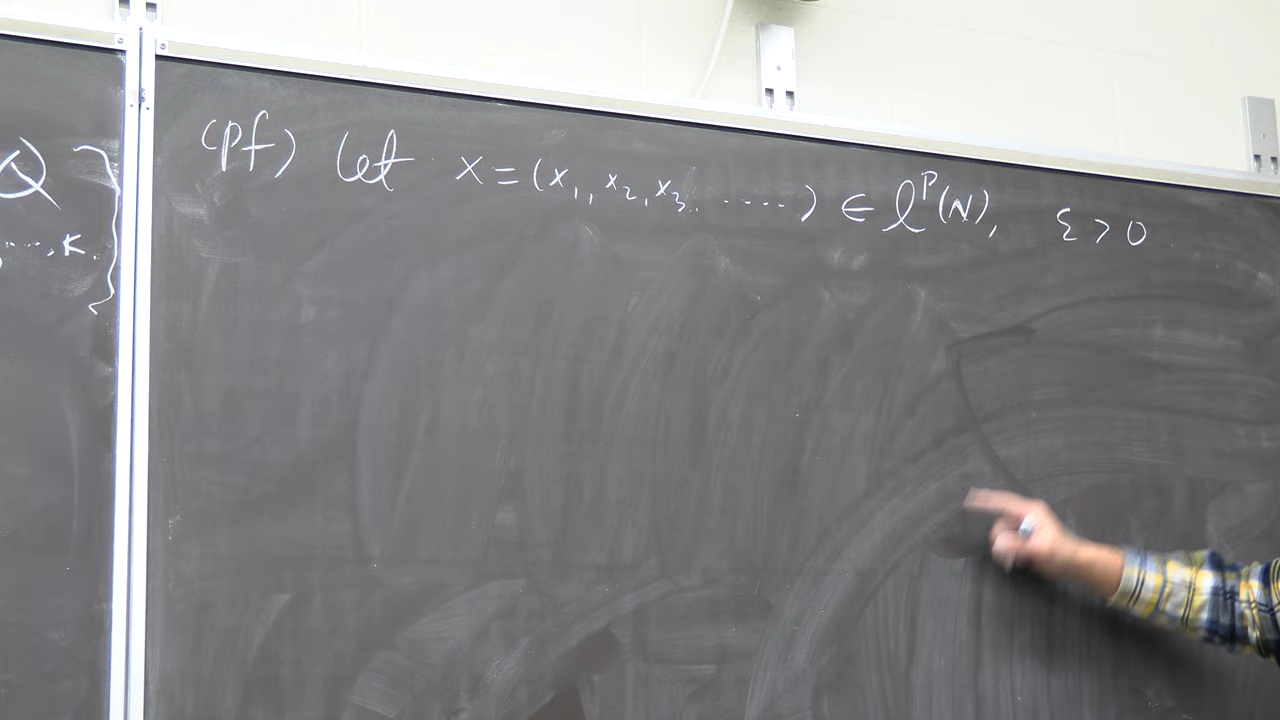 Q }
...., K.
(pf) Let x = (x₁, x₂, x₃, .....) ∈ ℓᴾ(N), ε > 0